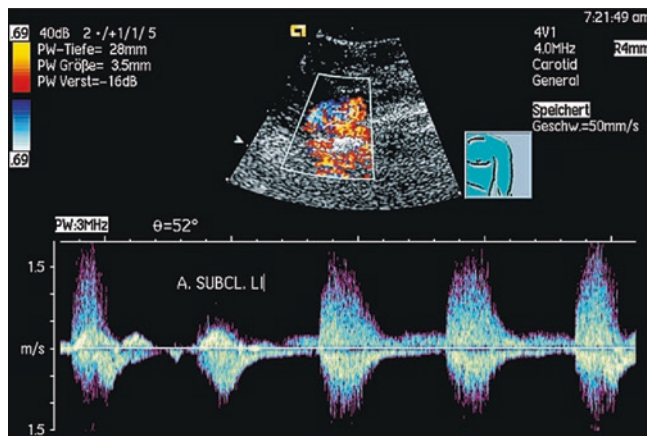 7:21:49 am
.69
40dB 2 ·/+1/1/ 5
PW-Tiefe= 28mm
PW Größe= 3.5mm
PW Verst=-16dB
.69
4V1
4.0MHz R4mm
Carotid
General
Speichert
Geschw.=50mm/s
PW:3MHz
θ=52°
1.5
A. SUBCL. LI
m/s
1.5